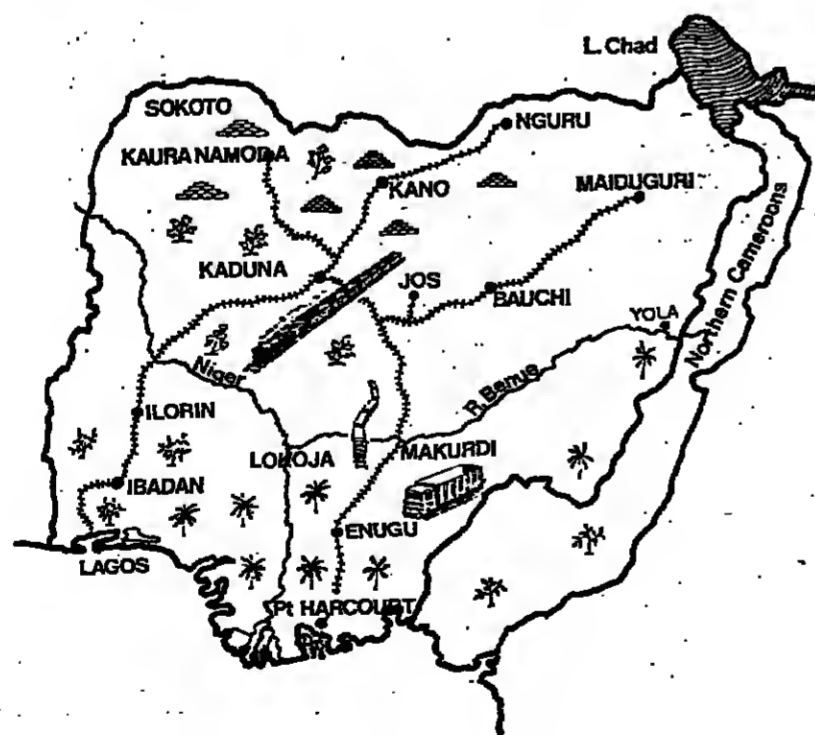 L. Chad
SOKOTO
NGURU
KAURA NAMODA
KANO
MAIDUGURI
Northern Cameroons
KADUNA
JOS
BAUCHI
YOLA
Niger
R. Benue
ILORIN
LOKOJA
MAKURDI
IBADAN
ENUGU
LAGOS
Pt HARCOURT